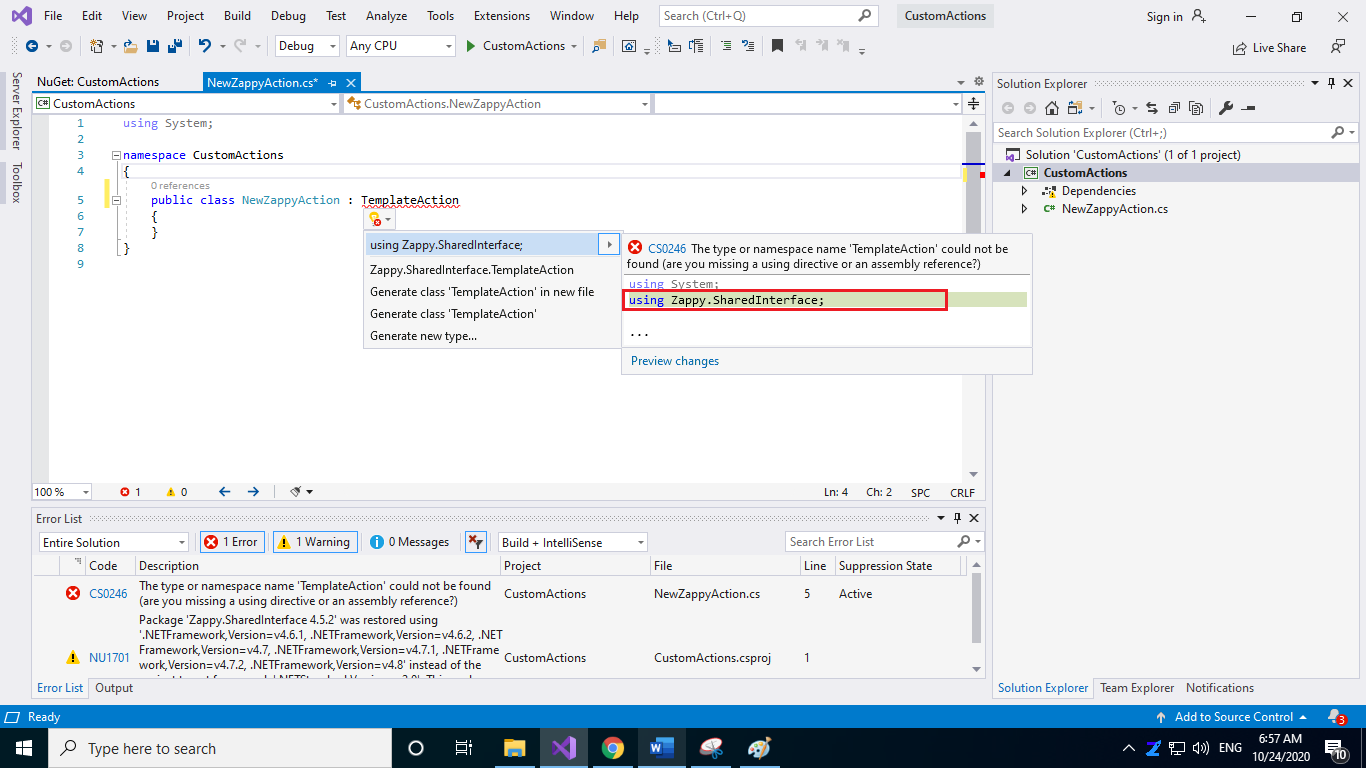 File Edit View Project Build Debug Test Analyze Tools Extensions Window Help Search (Ctrl+Q) CustomActions Sign in
Debug Any CPU CustomActions Live Share
NuGet: CustomActions NewZappyAction.cs*
CustomActions CustomActions.NewZappyAction
1 using System;
2
3 namespace CustomActions
4 {
0 references
5 public class NewZappyAction : TemplateAction
6 {
7 }
8 }
9
using Zappy.SharedInterface;
Zappy.SharedInterface.TemplateAction
Generate class 'TemplateAction' in new file
Generate class 'TemplateAction'
Generate new type...
CS0246 The type or namespace name 'TemplateAction' could not be
found (are you missing a using directive or an assembly reference?)
using System;
using Zappy.SharedInterface;
...
Preview changes
100 % 1 0 Ln: 4 Ch: 2 SPC CRLF
Server Explorer
Toolbox
Solution Explorer
Search Solution Explorer (Ctrl+;)
Solution 'CustomActions' (1 of 1 project)
CustomActions
Dependencies
C# NewZappyAction.cs
Error List
Entire Solution 1 Error 1 Warning 0 Messages Build + IntelliSense Search Error List
Code Description Project File Line Suppression State
CS0246 The type or namespace name 'TemplateAction' could not be found (are you missing a using directive or an assembly reference?) CustomActions NewZappyAction.cs 5 Active
Package 'Zappy.SharedInterface 4.5.2' was restored using
'.NETFramework,Version=v4.6.1, .NETFramework,Version=v4.6.2, .NET
Framework,Version=v4.7, .NETFramework,Version=v4.7.1, .NETFrame
NU1701 work,Version=v4.7.2, .NETFramework,Version=v4.8' instead of the CustomActions CustomActions.csproj 1
Error List Output
Solution Explorer Team Explorer Notifications
Ready Add to Source Control 3
Type here to search ENG 6:57 AM
10/24/2020 10